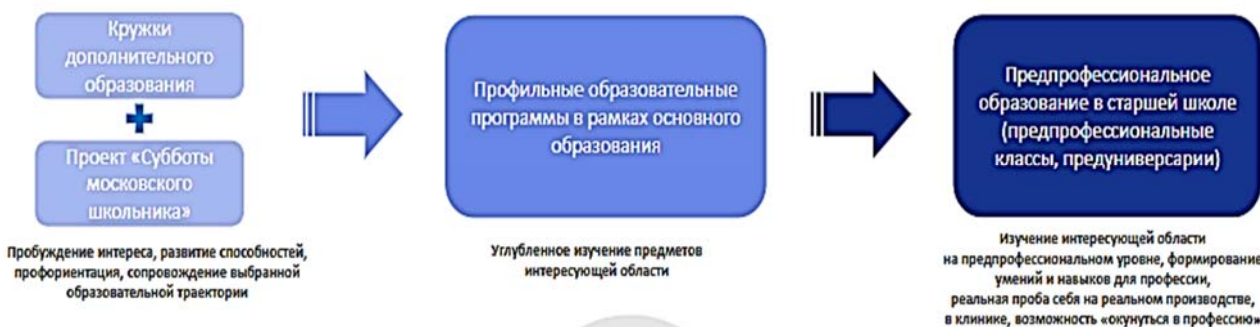 Кружки
дополнительного
образования
+
Проект «Субботы
московского
школьника»
Пробуждение интереса, развитие способностей,
профориентация, сопровождение выбранной
образовательной траектории
Профильные образовательные
программы в рамках основного
образования
Углубленное изучение предметов
интересующей области
Предпрофессиональное
образование в старшей школе
(предпрофессиональные
классы, предуниверсарии)
Изучение интересующей области
на предпрофессиональном уровне, формирование
умений и навыков для профессии,
реальная проба себя на реальном производстве,
в клинике, возможность «окунуться в профессию»